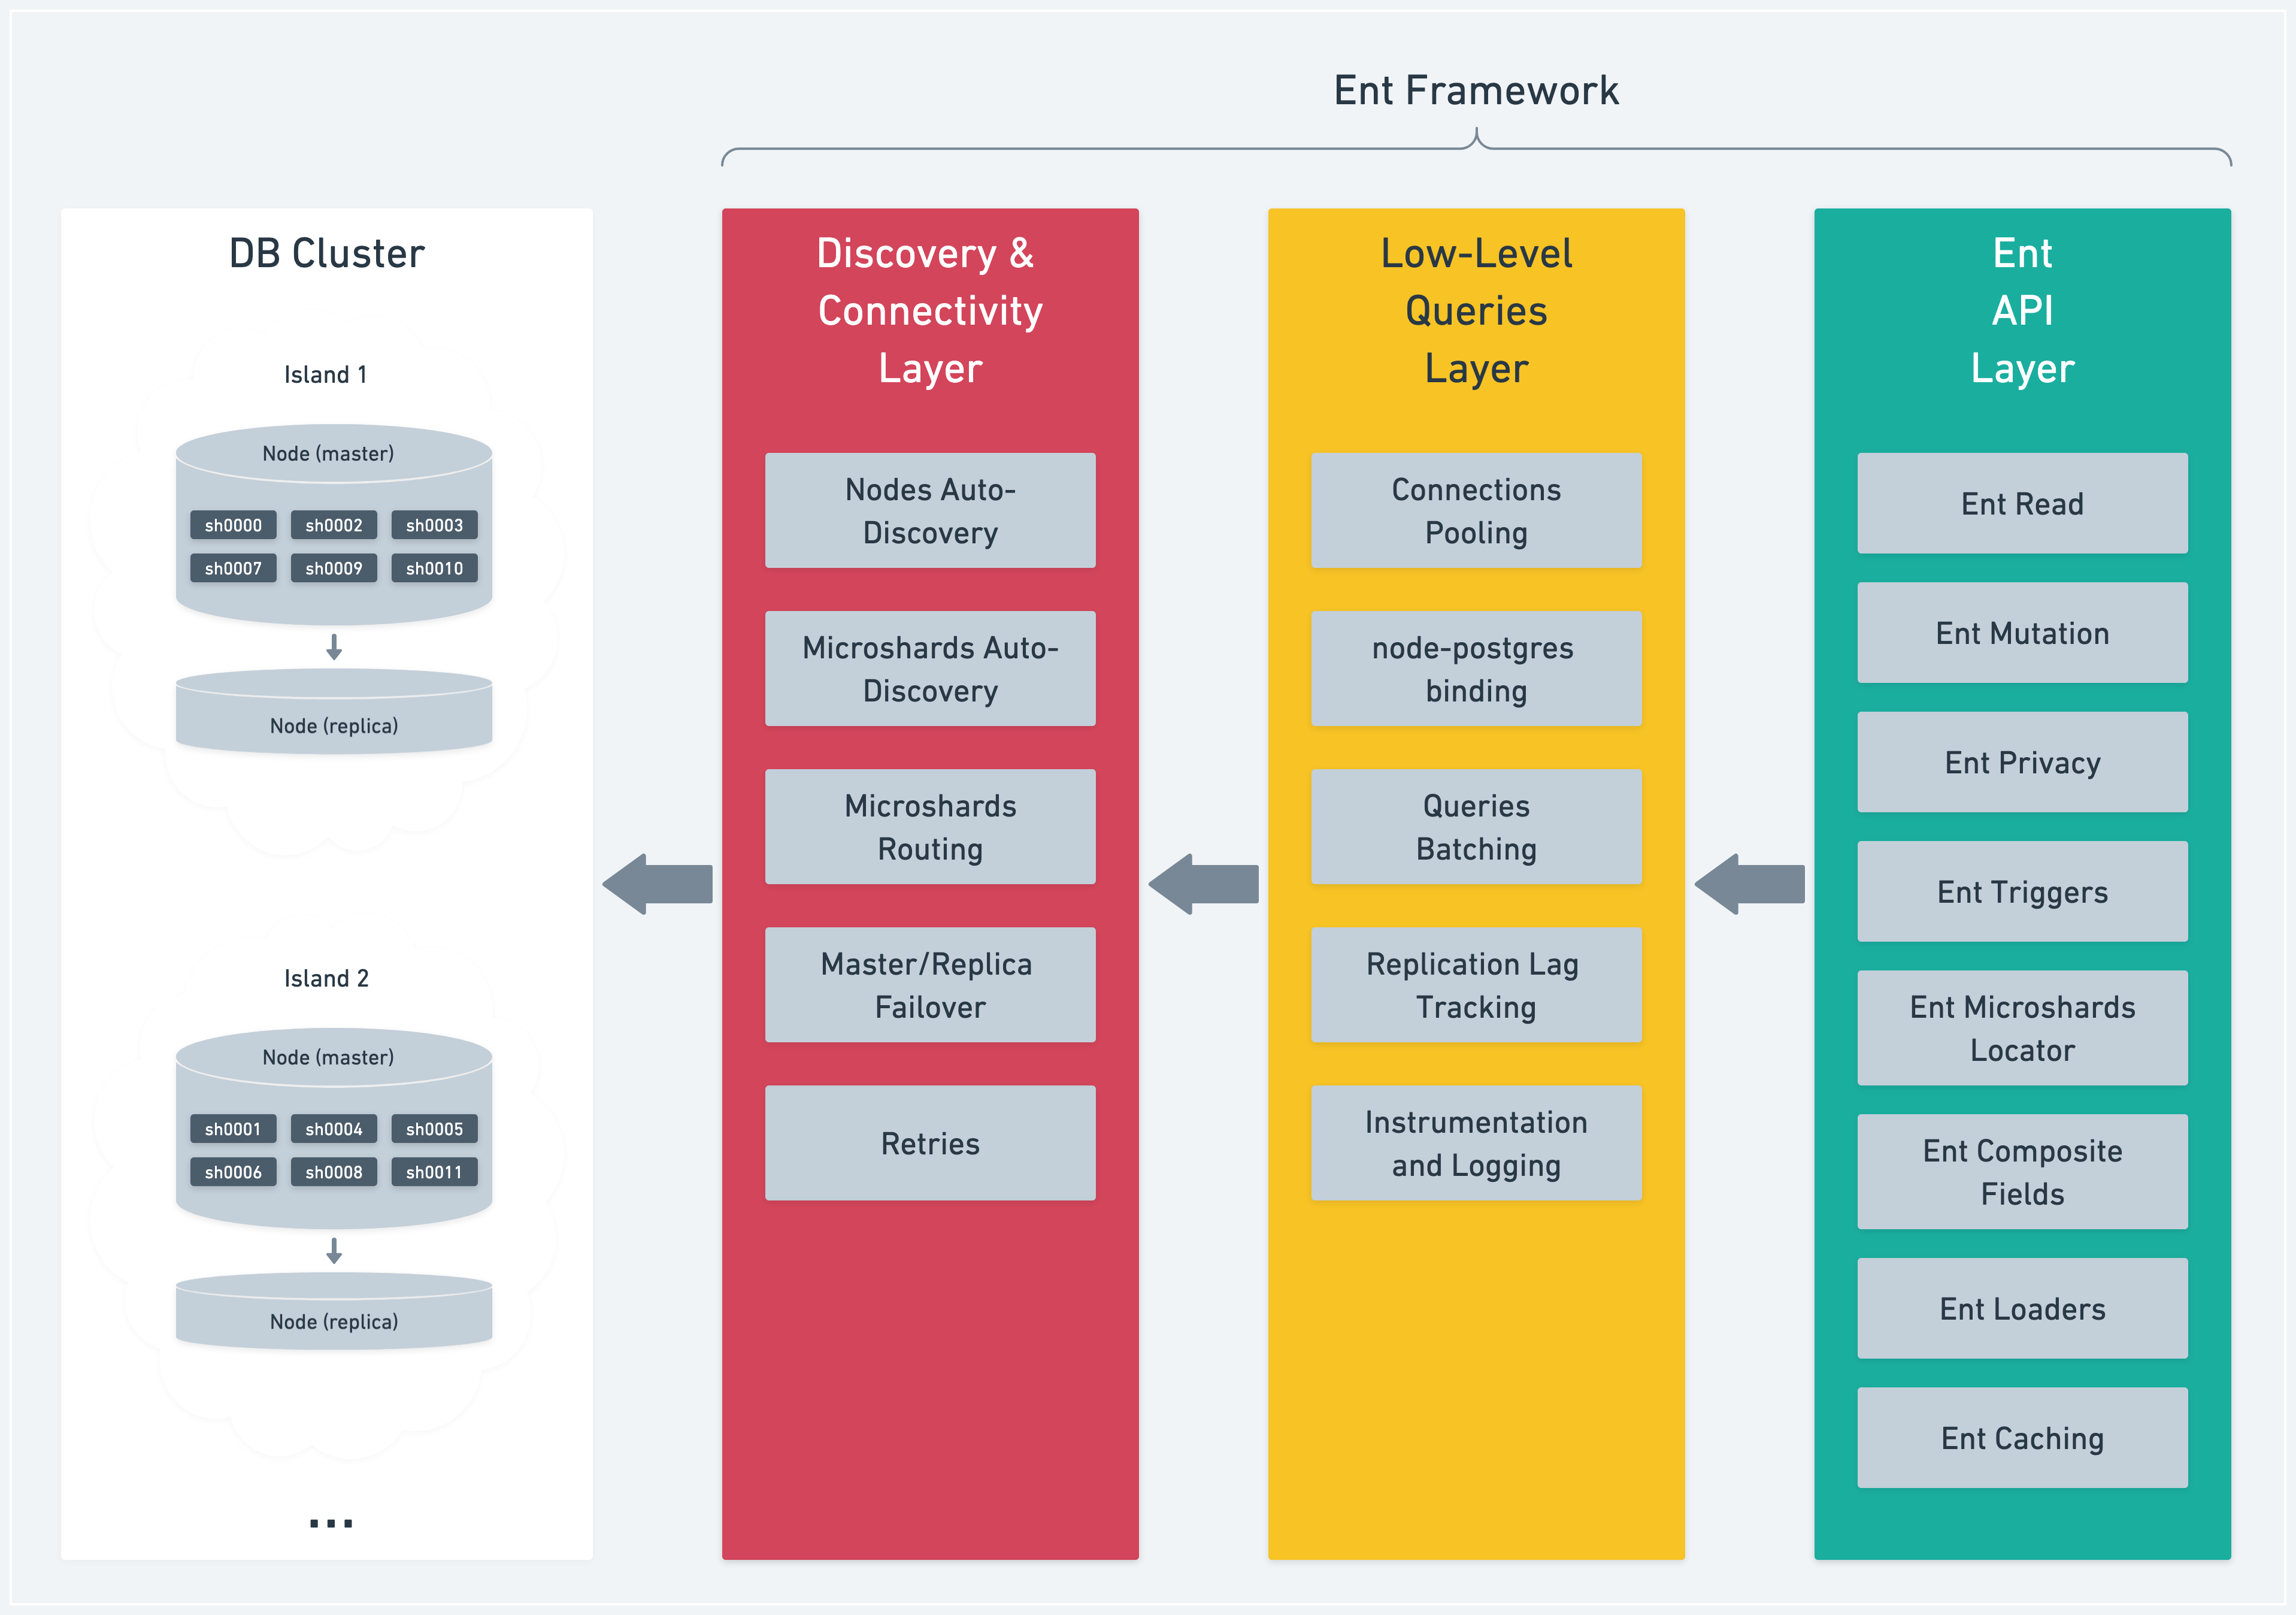 Ent Framework
DB Cluster
Island 1
Node (master)
sh0000 sh0002 sh0003
sh0007 sh0009 sh0010
Node (replica)
Island 2
Node (master)
sh0001 sh0004 sh0005
sh0006 sh0008 sh0011
Node (replica)
...
Discovery &
Connectivity
Layer
Nodes Auto-
Discovery
Microshards Auto-
Discovery
Microshards
Routing
Master/Replica
Failover
Retries
Low-Level
Queries
Layer
Connections
Pooling
node-postgres
binding
Queries
Batching
Replication Lag
Tracking
Instrumentation
and Logging
Ent
API
Layer
Ent Read
Ent Mutation
Ent Privacy
Ent Triggers
Ent Microshards
Locator
Ent Composite
Fields
Ent Loaders
Ent Caching